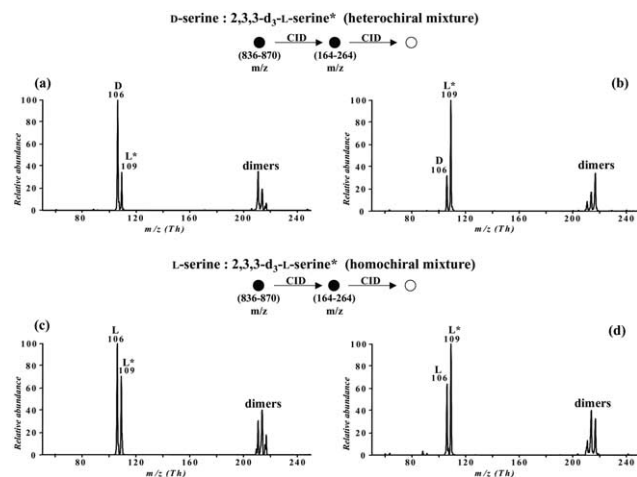 D-serine : 2,3,3-d3-L-serine* (heterochiral mixture)
CID CID
(836-870) (164-264)
m/z m/z
(a)
D
106
L*
109
dimers
Relative abundance
100
80
60
40
20
0
80 120 160 200 240
m/z (Th)
(b)
L*
109
D
106
dimers
Relative abundance
100
80
60
40
20
0
80 120 160 200 240
m/z (Th)
L-serine : 2,3,3-d3-L-serine* (homochiral mixture)
CID CID
(836-870) (164-264)
m/z m/z
(c)
L
106
L*
109
dimers
Relative abundance
100
80
60
40
20
0
80 120 160 200 240
m/z (Th)
(d)
L*
109
L
106
dimers
Relative abundance
100
80
60
40
20
0
80 120 160 200 240
m/z (Th)